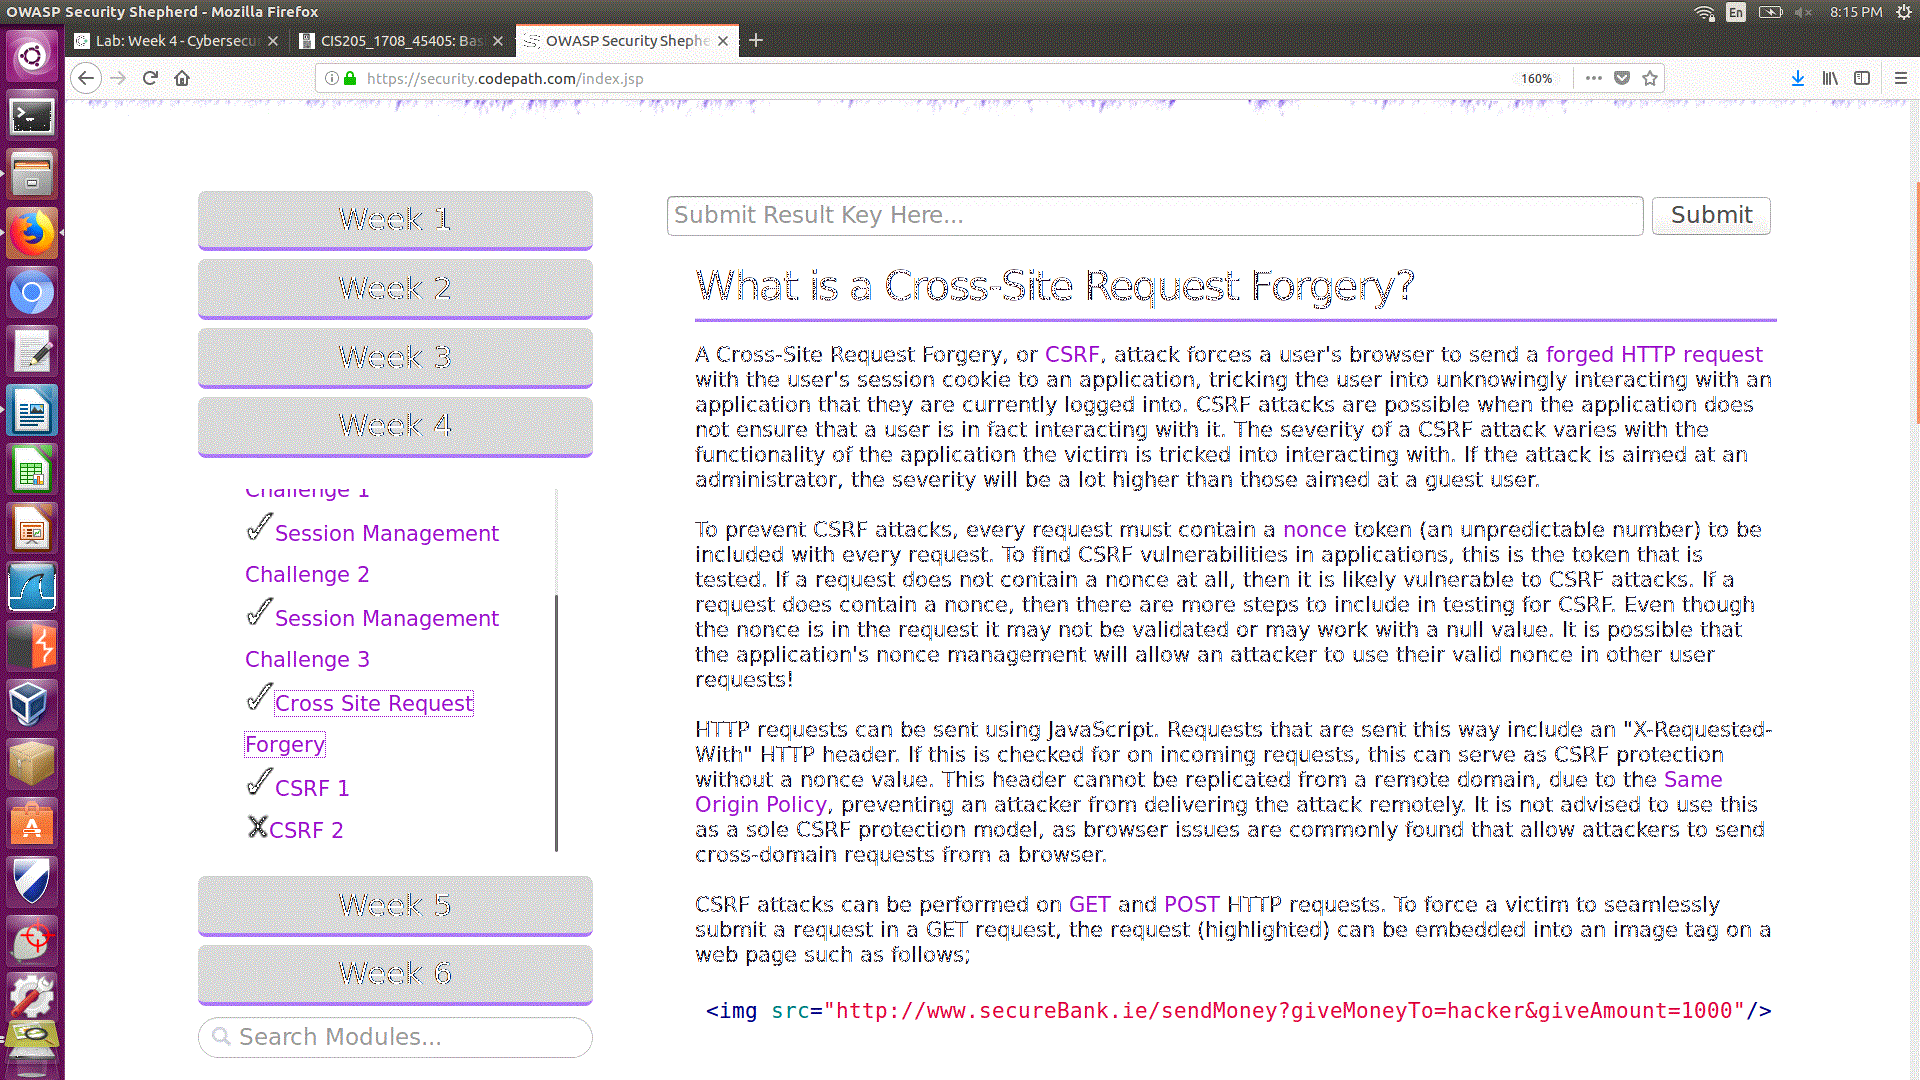 OWASP Security Shepherd - Mozilla Firefox
En
8:15 PM
Lab: Week 4 - Cybersecu
CIS205_1708_45405: Bas
OWASP Security Shephe
https://security.codepath.com/index.jsp
160%
Week 1
Week 2
Week 3
Week 4
Challenge 1
Session Management
Challenge 2
Session Management
Challenge 3
Cross Site Request
Forgery
CSRF 1
CSRF 2
Week 5
Week 6
Search Modules...
Submit Result Key Here...
Submit
What is a Cross-Site Request Forgery?
A Cross-Site Request Forgery, or CSRF, attack forces a user's browser to send a forged HTTP request
with the user's session cookie to an application, tricking the user into unknowingly interacting with an
application that they are currently logged into. CSRF attacks are possible when the application does
not ensure that a user is in fact interacting with it. The severity of a CSRF attack varies with the
functionality of the application the victim is tricked into interacting with. If the attack is aimed at an
administrator, the severity will be a lot higher than those aimed at a guest user.
To prevent CSRF attacks, every request must contain a nonce token (an unpredictable number) to be
included with every request. To find CSRF vulnerabilities in applications, this is the token that is
tested. If a request does not contain a nonce at all, then it is likely vulnerable to CSRF attacks. If a
request does contain a nonce, then there are more steps to include in testing for CSRF. Even though
the nonce is in the request it may not be validated or may work with a null value. It is possible that
the application's nonce management will allow an attacker to use their valid nonce in other user
requests!
HTTP requests can be sent using JavaScript. Requests that are sent this way include an "X-Requested-
With" HTTP header. If this is checked for on incoming requests, this can serve as CSRF protection
without a nonce value. This header cannot be replicated from a remote domain, due to the Same
Origin Policy, preventing an attacker from delivering the attack remotely. It is not advised to use this
as a sole CSRF protection model, as browser issues are commonly found that allow attackers to send
cross-domain requests from a browser.
CSRF attacks can be performed on GET and POST HTTP requests. To force a victim to seamlessly
submit a request in a GET request, the request (highlighted) can be embedded into an image tag on a
web page such as follows;
<img src="http://www.secureBank.ie/sendMoney?giveMoneyTo=hacker&giveAmount=1000"/>